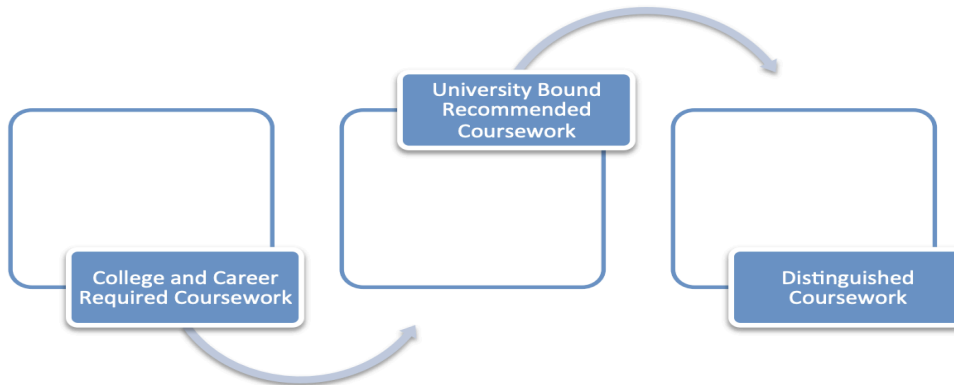 College and Career
Required Coursework
University Bound
Recommended
Coursework
Distinguished
Coursework